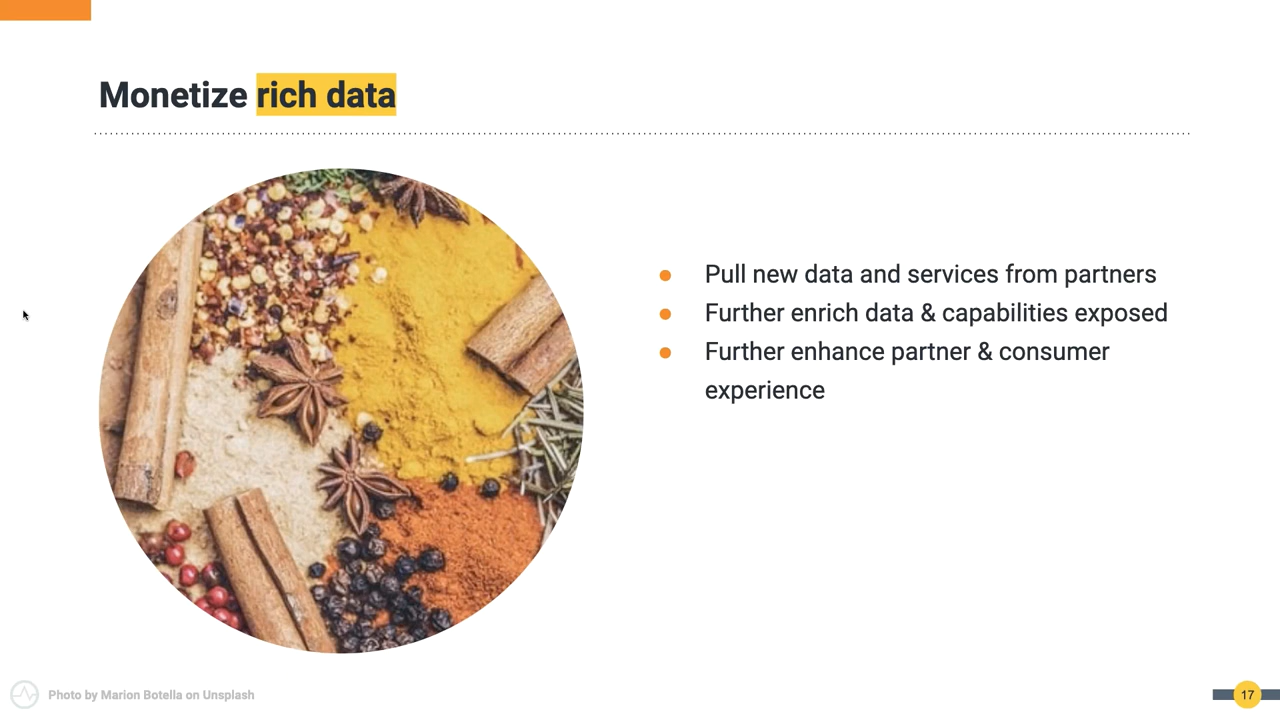 Monetize rich data
● Pull new data and services from partners
● Further enrich data & capabilities exposed
● Further enhance partner & consumer
experience
Photo by Marion Botella on Unsplash
17